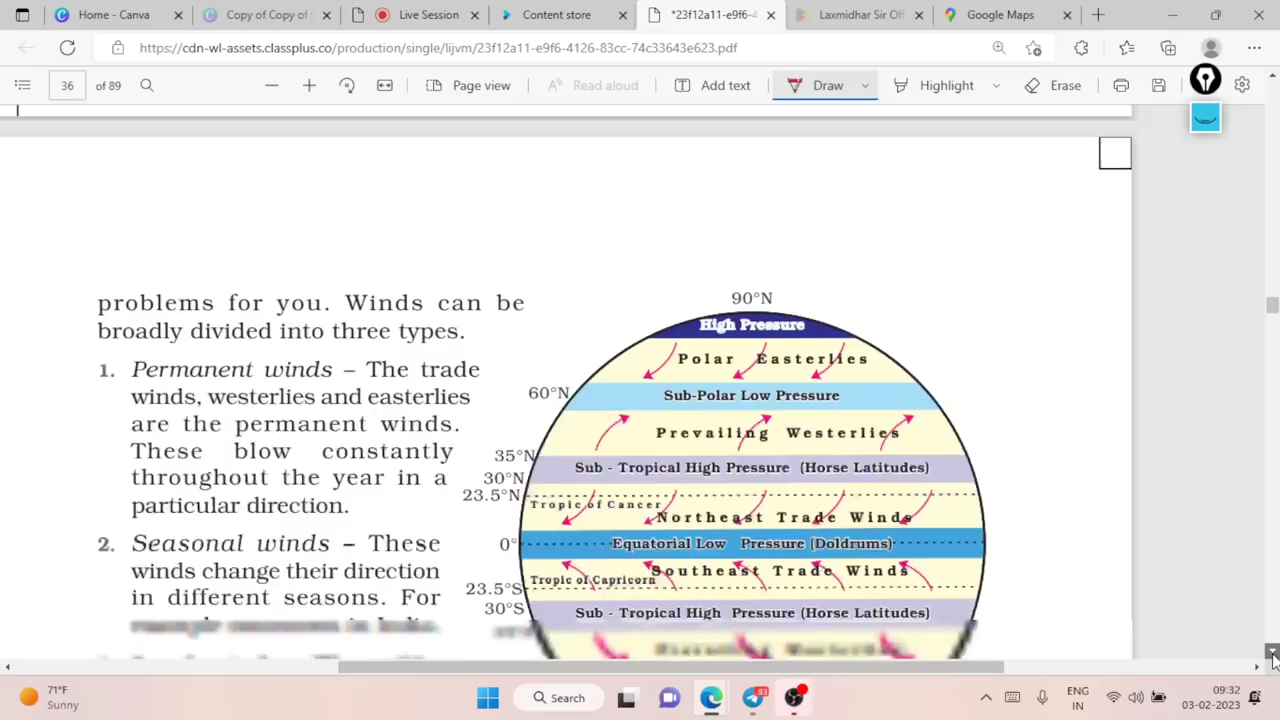 Home - Canva
Copy of Copy of
Live Session
Content store
*23f12a11-e9f6-4
Laxmidhar Sir Off
Google Maps
https://cdn-wl-assets.classplus.co/production/single/lijvm/23f12a11-e9f6-4126-83cc-74c33643e623.pdf
36 of 89
Page view
Read aloud
Add text
Draw
Highlight
Erase
problems for you. Winds can be
broadly divided into three types.
1. Permanent winds – The trade
winds, westerlies and easterlies
are the permanent winds.
These blow constantly
throughout the year in a
particular direction.
2. Seasonal winds – These
winds change their direction
in different seasons. For
90°N
High Pressure
Polar Easterlies
60°N
Sub-Polar Low Pressure
Prevailing Westerlies
35°N
Sub - Tropical High Pressure (Horse Latitudes)
30°N
23.5°N
Tropic of Cancer
Northeast Trade Winds
0°
Equatorial Low Pressure (Doldrums)
Southeast Trade Winds
Tropic of Capricorn
23.5°S
30°S
Sub - Tropical High Pressure (Horse Latitudes)
71°F
Sunny
Search
93
ENG
IN
09:32
03-02-2023